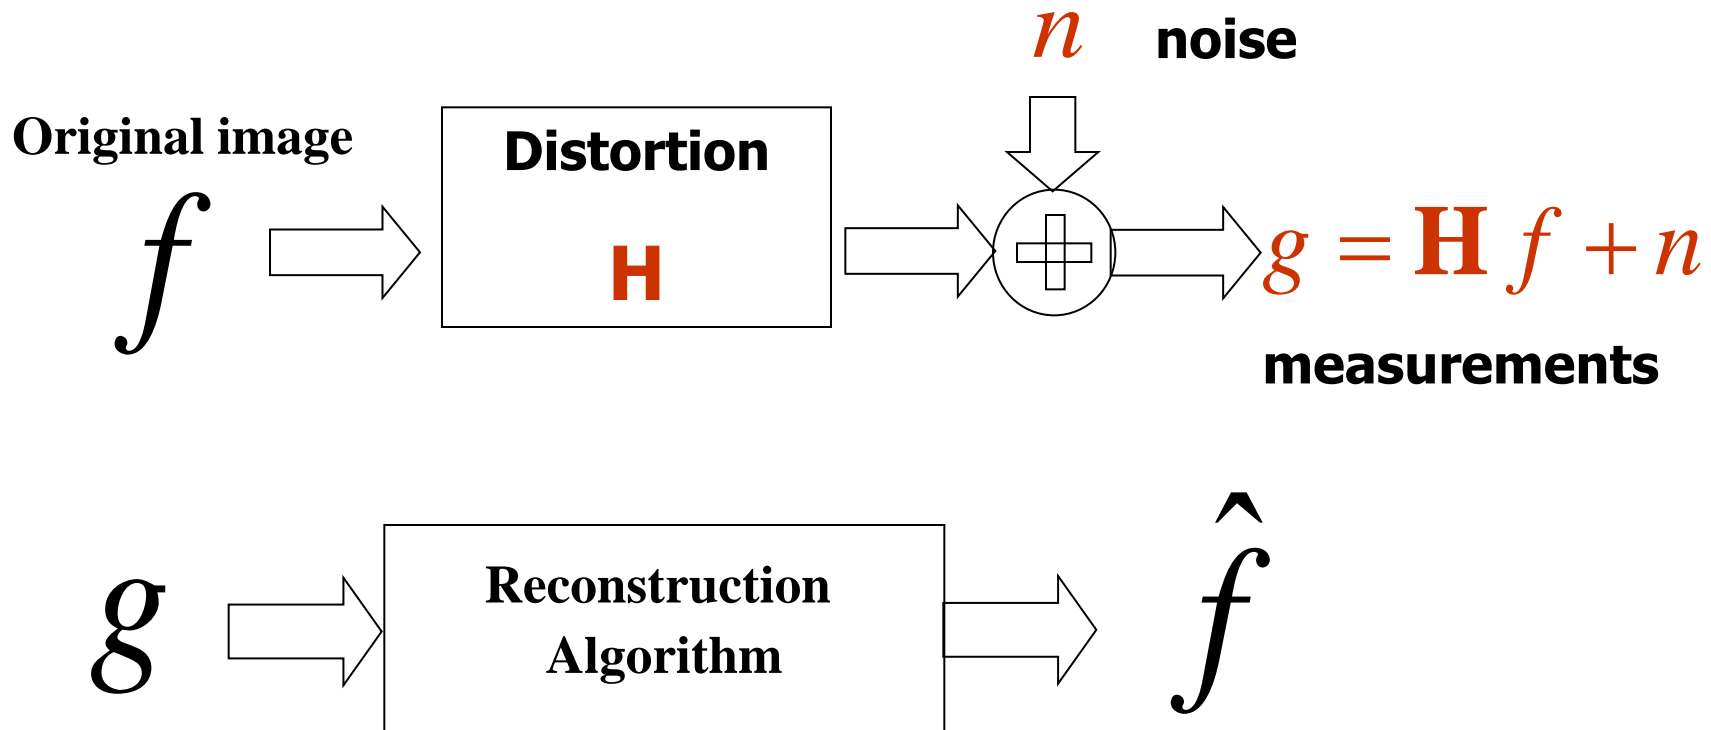 n noise
Original image
Distortion
f
H
g = H f + n
measurements
g
Reconstruction
Algorithm
f̂